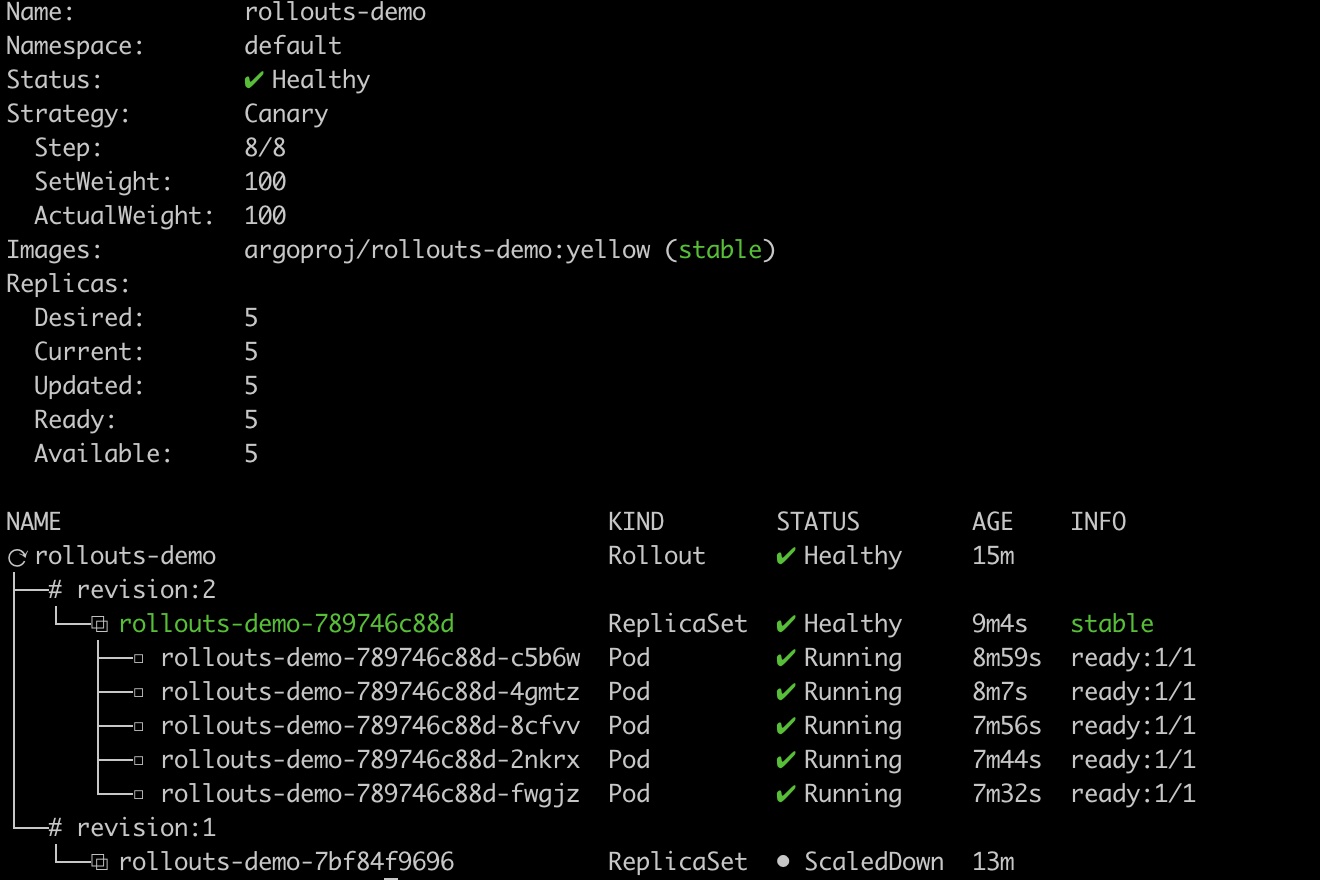 Name: rollouts-demo
Namespace: default
Status: ✔ Healthy
Strategy: Canary
Step: 8/8
SetWeight: 100
ActualWeight: 100
Images: argoproj/rollouts-demo:yellow (stable)
Replicas:
Desired: 5
Current: 5
Updated: 5
Ready: 5
Available: 5
NAME KIND STATUS AGE INFO
⟳ rollouts-demo Rollout ✔ Healthy 15m
├──# revision:2
│  └──⧉ rollouts-demo-789746c88d ReplicaSet ✔ Healthy 9m4s stable
│     ├──□ rollouts-demo-789746c88d-c5b6w Pod ✔ Running 8m59s ready:1/1
│     ├──□ rollouts-demo-789746c88d-4gmtz Pod ✔ Running 8m7s ready:1/1
│     ├──□ rollouts-demo-789746c88d-8cfvv Pod ✔ Running 7m56s ready:1/1
│     ├──□ rollouts-demo-789746c88d-2nkrx Pod ✔ Running 7m44s ready:1/1
│     └──□ rollouts-demo-789746c88d-fwgjz Pod ✔ Running 7m32s ready:1/1
└──# revision:1
   └──⧉ rollouts-demo-7bf84f9696 ReplicaSet • ScaledDown 13m